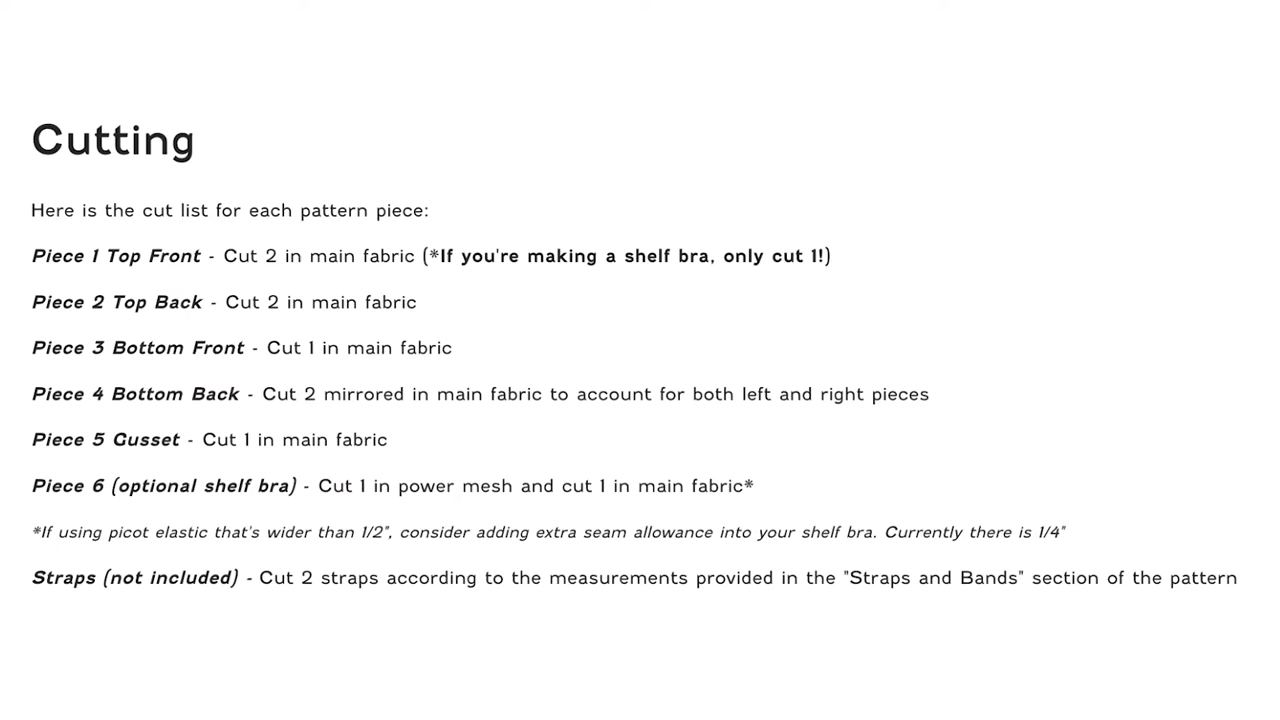 Cutting
Here is the cut list for each pattern piece:
Piece 1 Top Front - Cut 2 in main fabric (*If you're making a shelf bra, only cut 1!)
Piece 2 Top Back - Cut 2 in main fabric
Piece 3 Bottom Front - Cut 1 in main fabric
Piece 4 Bottom Back - Cut 2 mirrored in main fabric to account for both left and right pieces
Piece 5 Gusset - Cut 1 in main fabric
Piece 6 (optional shelf bra) - Cut 1 in power mesh and cut 1 in main fabric*
*If using picot elastic that's wider than 1/2", consider adding extra seam allowance into your shelf bra. Currently there is 1/4"
Straps (not included) - Cut 2 straps according to the measurements provided in the "Straps and Bands" section of the pattern